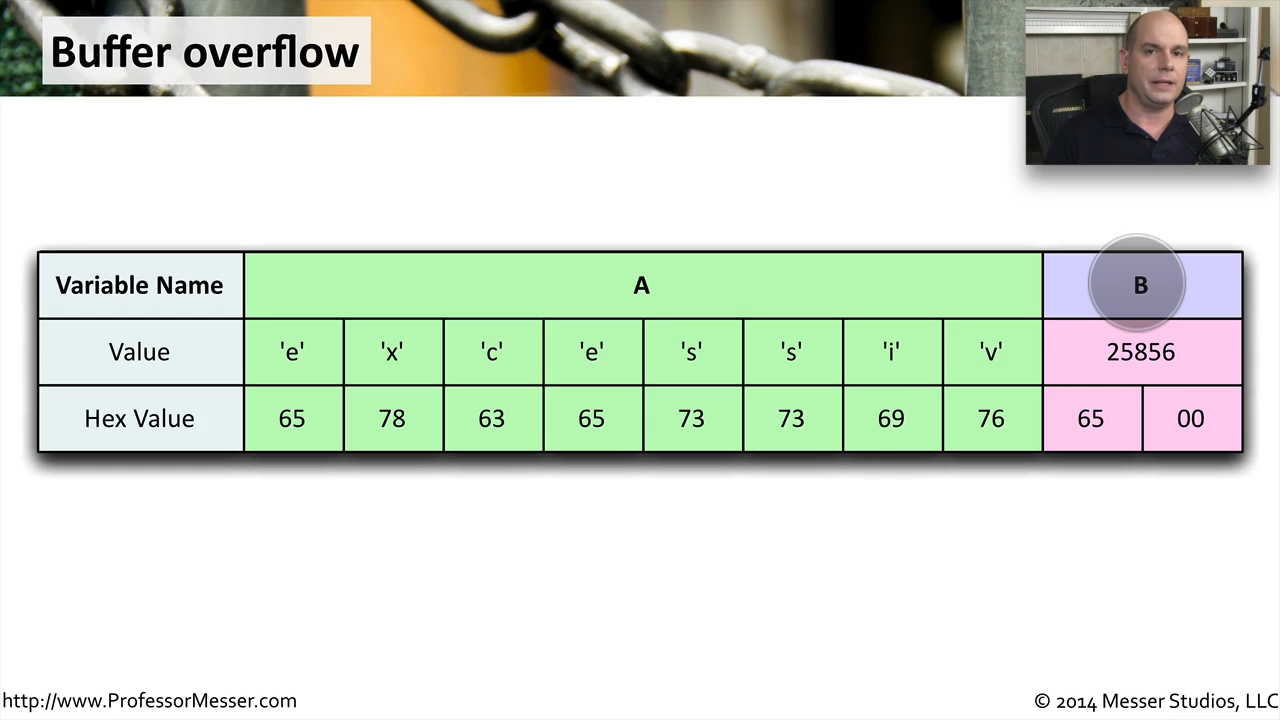 Buffer overflow
Variable Name A B
Value 'e' 'x' 'c' 'e' 's' 's' 'i' 'v' 25856
Hex Value 65 78 63 65 73 73 69 76 65 00
http://www.ProfessorMesser.com © 2014 Messer Studios, LLC